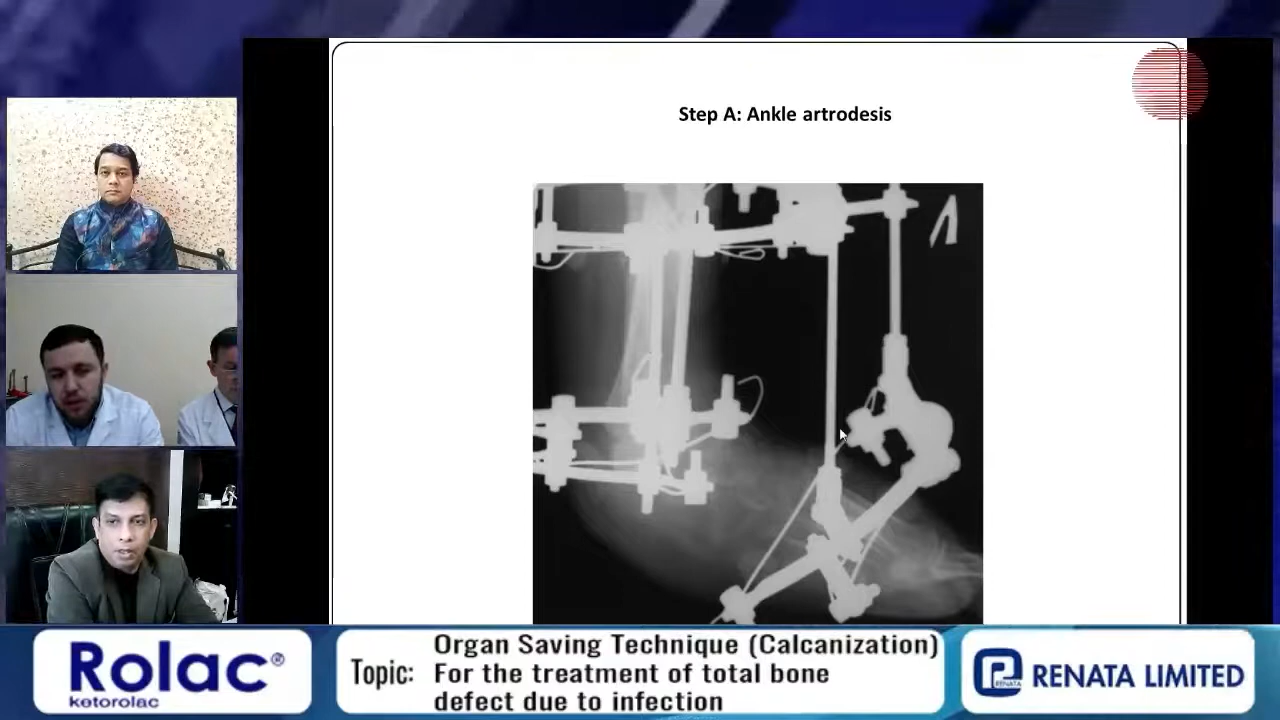 Step A: Ankle artrodesis
Rolac®
ketorolac
Topic:
Organ Saving Technique (Calcanization)
For the treatment of total bone
defect due to infection
RENATA
RENATA LIMITED